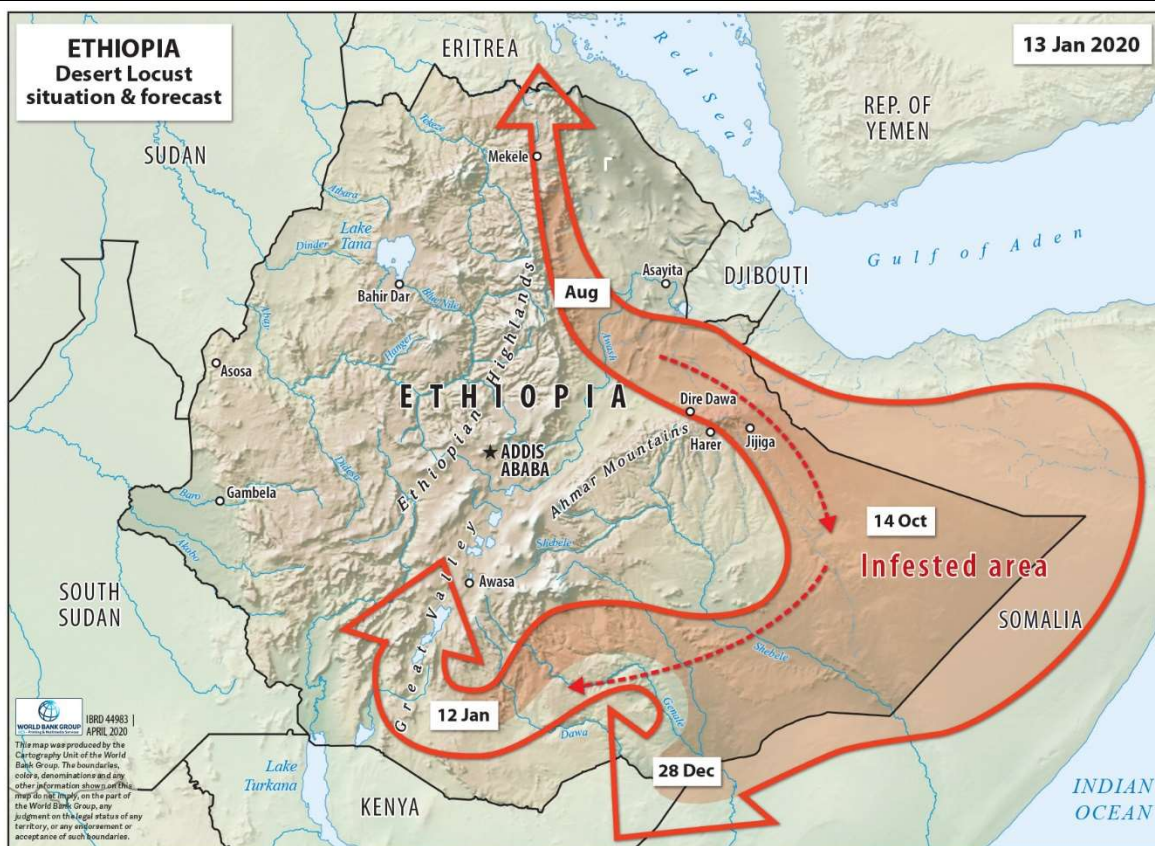 ETHIOPIA
Desert Locust
situation & forecast
13 Jan 2020
ERITREA
Red Sea
REP. OF
YEMEN
SUDAN
Tekeze
Mekele
Atbara
Lake
Tana
Dinder
Gulf of Aden
Asayita
DJIBOUTI
Bahir Dar
Blue Nile
Aug
Abay
Hanger
Awash
Asosa
Ethiopian Highlands
ETHIOPIA
Dire Dawa
Harer
Jijiga
ADDIS
ABABA
Ahmar Mountains
Didesa
Baro
Gambela
14 Oct
Akobo
Great Valley
Shebele
Infested area
Awasa
SOUTH
SUDAN
SOMALIA
Shebele
12 Jan
Genale
Dawa
28 Dec
Lake
Turkana
KENYA
INDIAN
OCEAN
WORLD BANK GROUP
IBRD 44983 |
APRIL 2020
This map was produced by the
Cartography Unit of the World
Bank Group. The boundaries,
colors, denominations and any
other information shown on this
map do not imply, on the part of
the World Bank Group, any
judgment on the legal status of any
territory, or any endorsement or
acceptance of such boundaries.